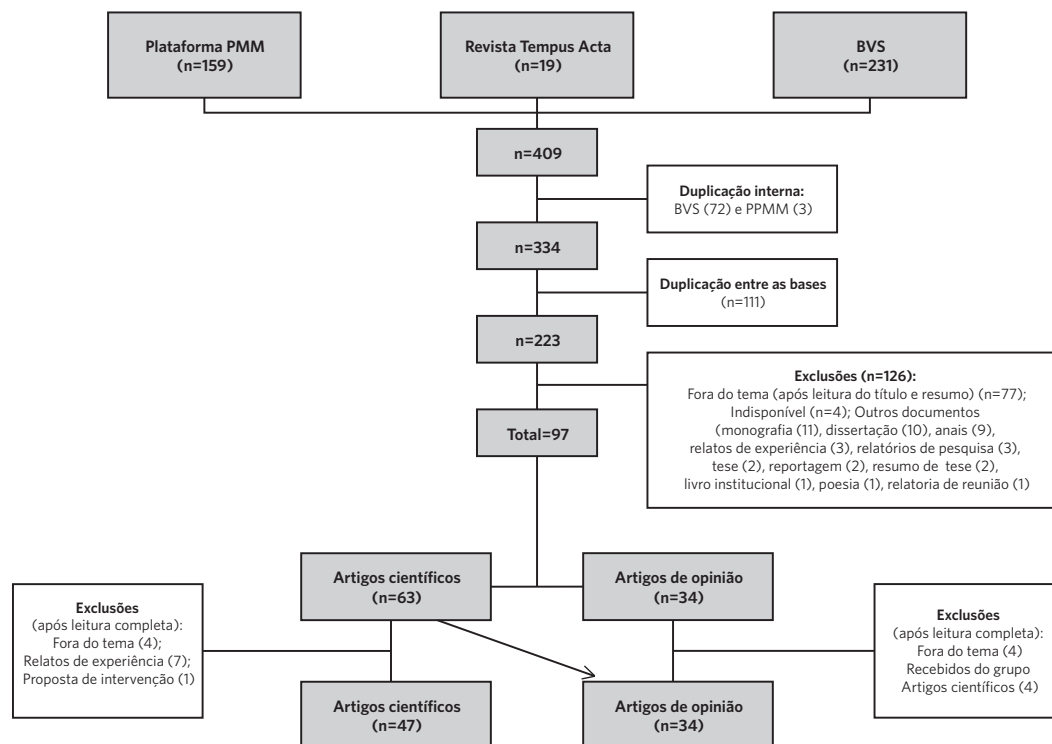 Plataforma PMM
(n=159)
Revista Tempus Acta
(n=19)
BVS
(n=231)
n=409
Duplicação interna:
BVS (72) e PPMM (3)
n=334
Duplicação entre as bases
(n=111)
n=223
Exclusões (n=126):
Fora do tema (após leitura do título e resumo) (n=77);
Indisponível (n=4); Outros documentos
(monografia (11), dissertação (10), anais (9),
relatos de experiência (3), relatórios de pesquisa (3),
tese (2), reportagem (2), resumo de tese (2),
livro institucional (1), poesia (1), relatoria de reunião (1)
Total=97
Artigos científicos
(n=63)
Artigos de opinião
(n=34)
Exclusões
(após leitura completa):
Fora do tema (4);
Relatos de experiência (7);
Proposta de intervenção (1)
Exclusões
(após leitura completa):
Fora do tema (4)
Recebidos do grupo
Artigos científicos (4)
Artigos científicos
(n=47)
Artigos de opinião
(n=34)